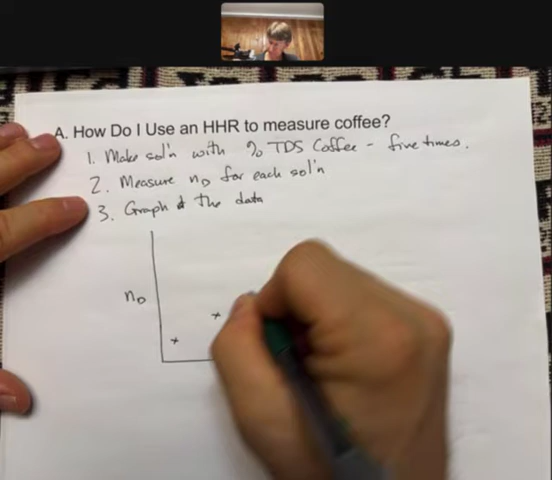 A. How Do I Use an HHR to measure coffee?
1. Make sol'n with % TDS Coffee - five times.
2. Measure nD for each sol'n
3. Graph the data
nD